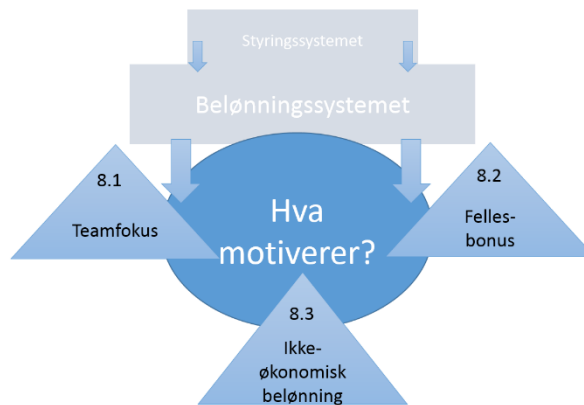 Styringssystemet
Belønningssystemet
8.1
Teamfokus
Hva
motiverer?
8.2
Felles-
bonus
8.3
Ikke-
økonomisk
belønning